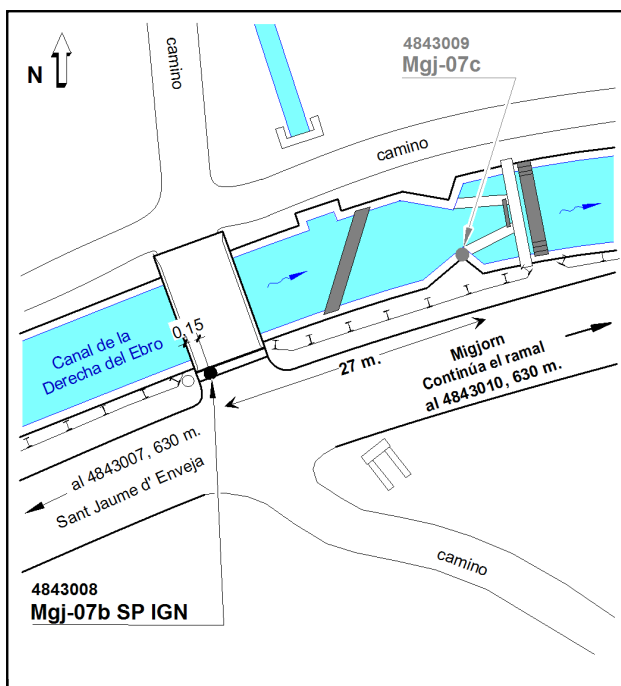 4843009
Mgj-07c
N
camino
camino
0,15
Canal de la
Derecha del Ebro
27 m.
Migjorn
Continúa el ramal
al 4843010, 630 m.
al 4843007, 630 m.
Sant Jaume d' Enveja
camino
4843008
Mgj-07b SP IGN